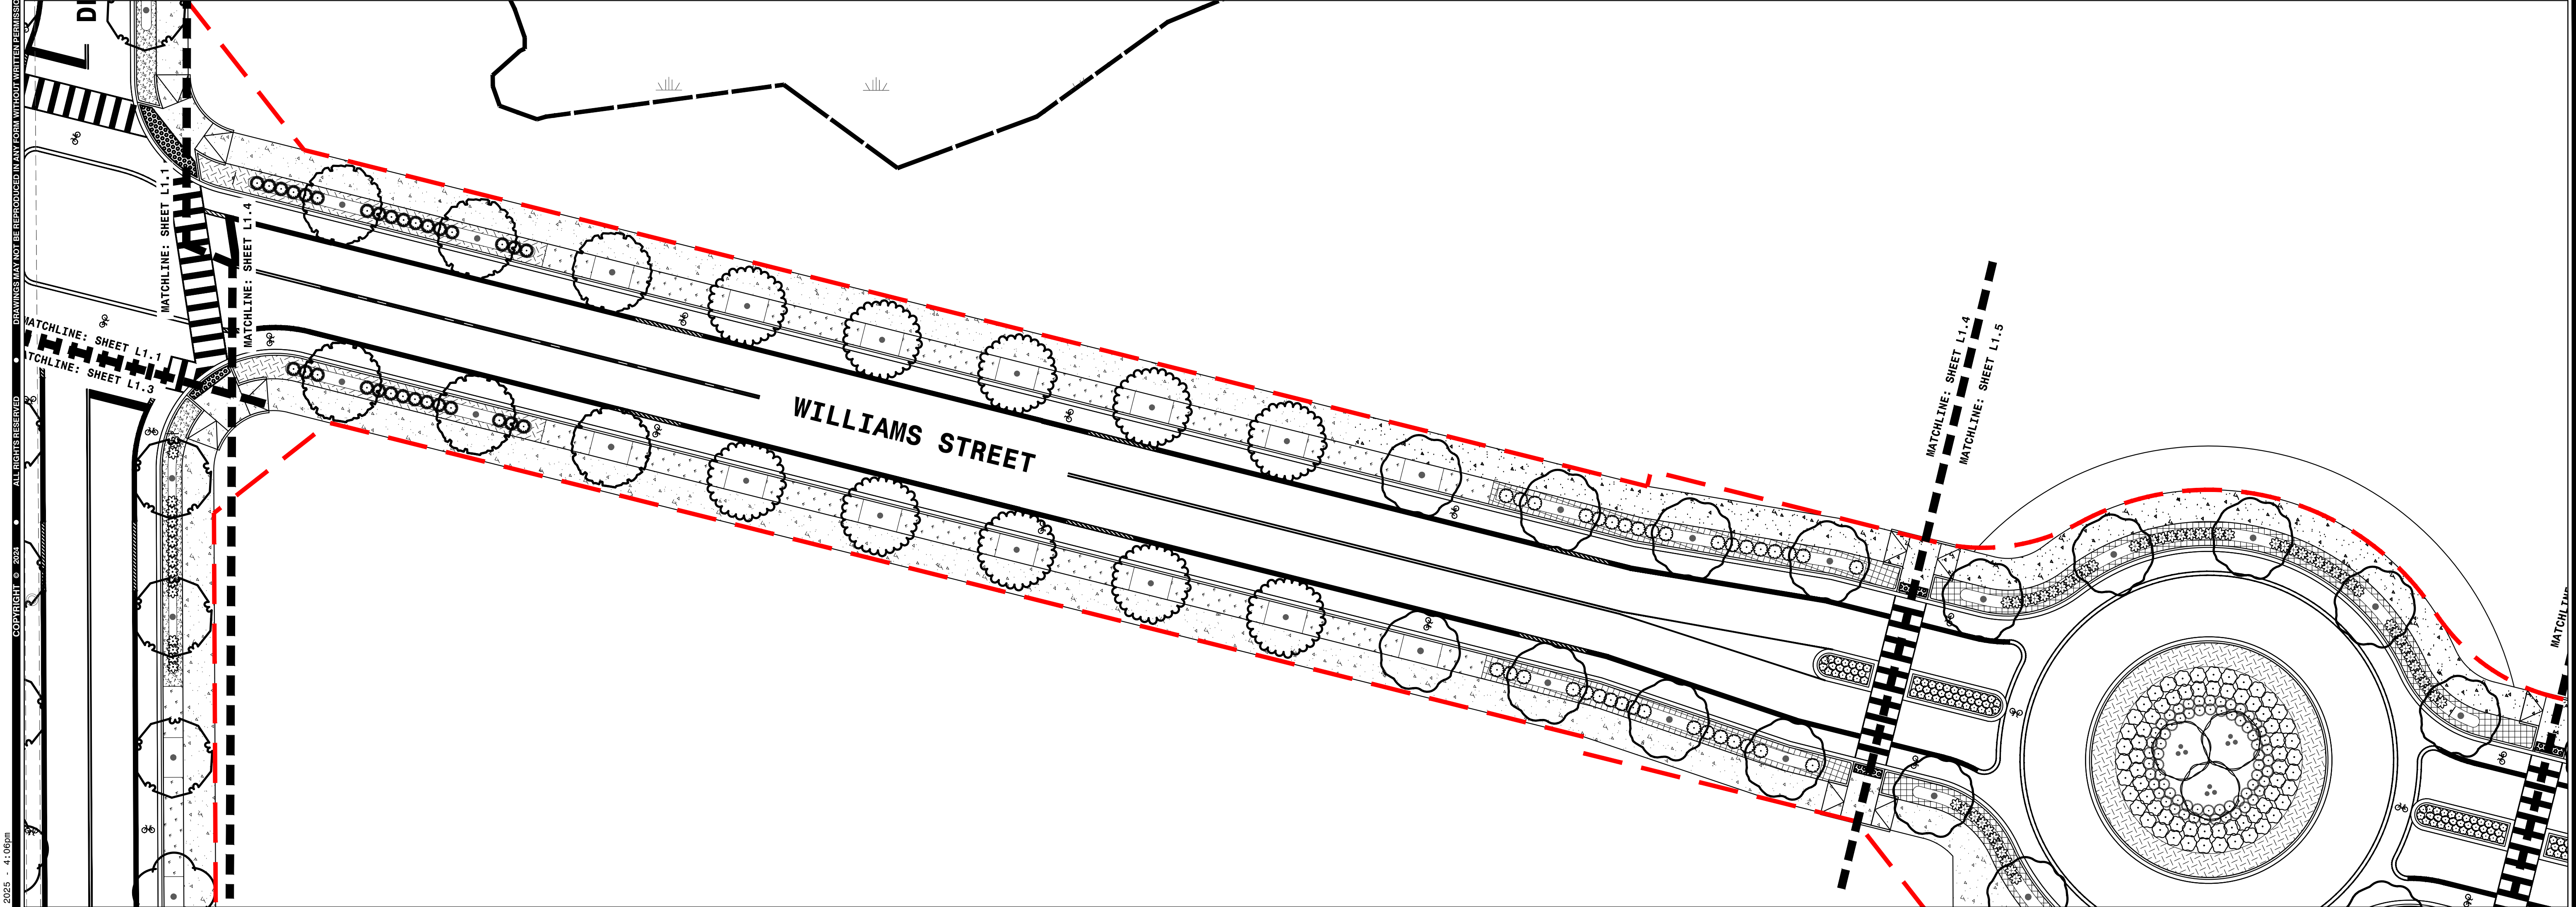 COPYRIGHT © 2024 ● ALL RIGHTS RESERVED ● DRAWINGS MAY NOT BE REPRODUCED IN ANY FORM WITHOUT WRITTEN PERMISSION
2025 - 4:06pm
MATCHLINE: SHEET L1.1
MATCHLINE: SHEET L1.4
MATCHLINE: SHEET L1.1
MATCHLINE: SHEET L1.3
WILLIAMS STREET
MATCHLINE: SHEET L1.4
MATCHLINE: SHEET L1.5